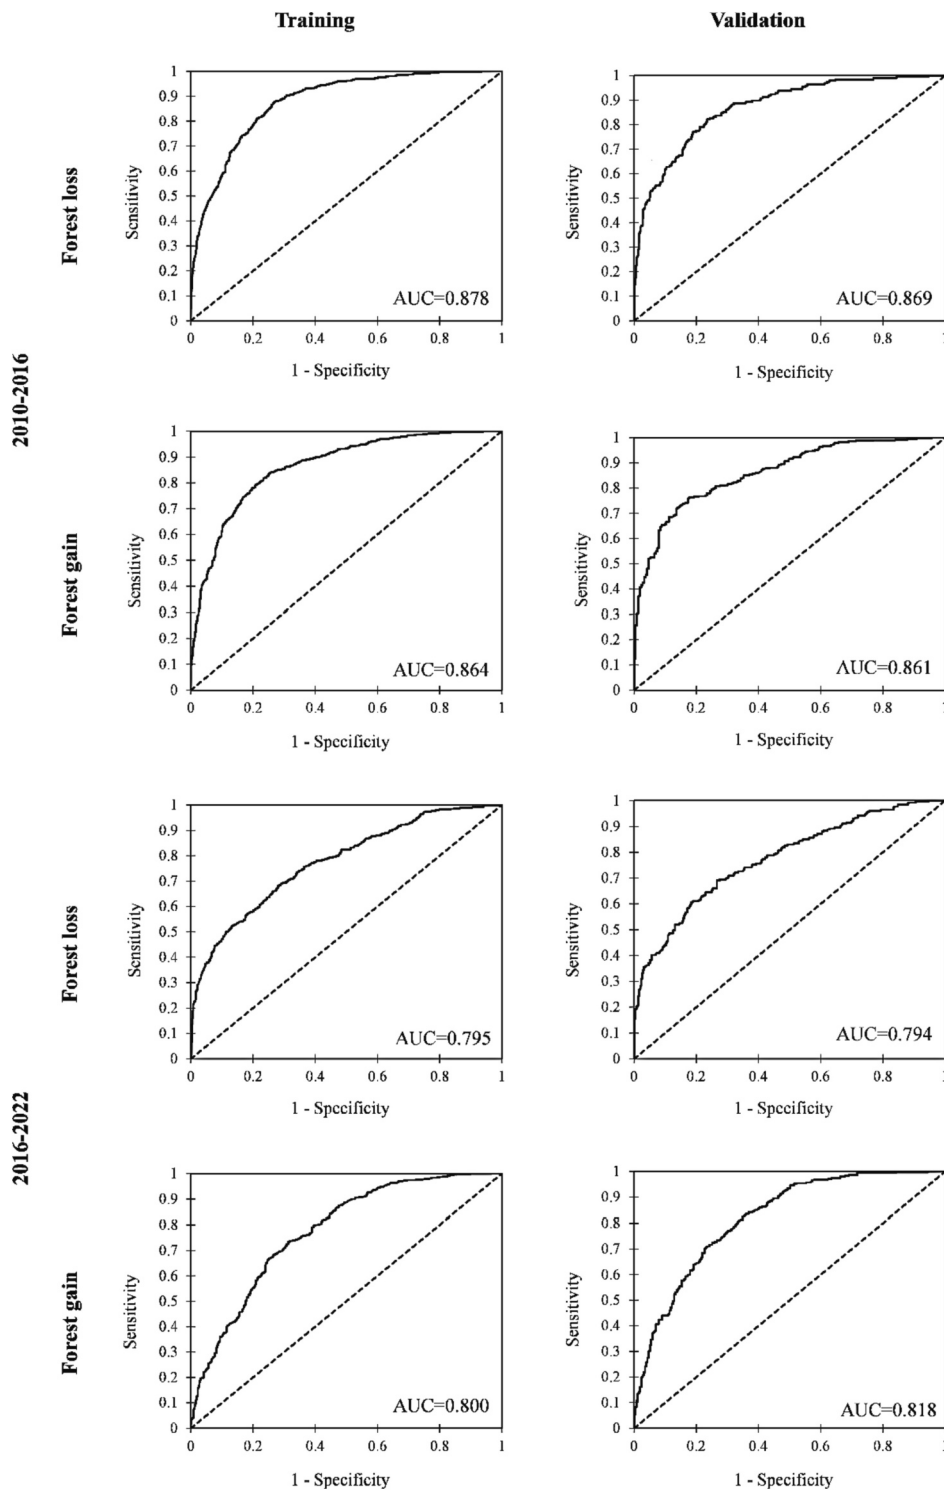 Training
Validation
2010-2016
Forest loss
Sensitivity
1
0.9
0.8
0.7
0.6
0.5
0.4
0.3
0.2
0.1
0
AUC=0.878
0 0.2 0.4 0.6 0.8 1
1 - Specificity
Sensitivity
1
0.9
0.8
0.7
0.6
0.5
0.4
0.3
0.2
0.1
0
AUC=0.869
0 0.2 0.4 0.6 0.8 1
1 - Specificity
Forest gain
Sensitivity
1
0.9
0.8
0.7
0.6
0.5
0.4
0.3
0.2
0.1
0
AUC=0.864
0 0.2 0.4 0.6 0.8 1
1 - Specificity
Sensitivity
1
0.9
0.8
0.7
0.6
0.5
0.4
0.3
0.2
0.1
0
AUC=0.861
0 0.2 0.4 0.6 0.8 1
1 - Specificity
2016-2022
Forest loss
Sensitivity
1
0.9
0.8
0.7
0.6
0.5
0.4
0.3
0.2
0.1
0
AUC=0.795
0 0.2 0.4 0.6 0.8 1
1 - Specificity
Sensitivity
1
0.9
0.8
0.7
0.6
0.5
0.4
0.3
0.2
0.1
0
AUC=0.794
0 0.2 0.4 0.6 0.8 1
1 - Specificity
Forest gain
Sensitivity
1
0.9
0.8
0.7
0.6
0.5
0.4
0.3
0.2
0.1
0
AUC=0.800
0 0.2 0.4 0.6 0.8 1
1 - Specificity
Sensitivity
1
0.9
0.8
0.7
0.6
0.5
0.4
0.3
0.2
0.1
0
AUC=0.818
0 0.2 0.4 0.6 0.8 1
1 - Specificity